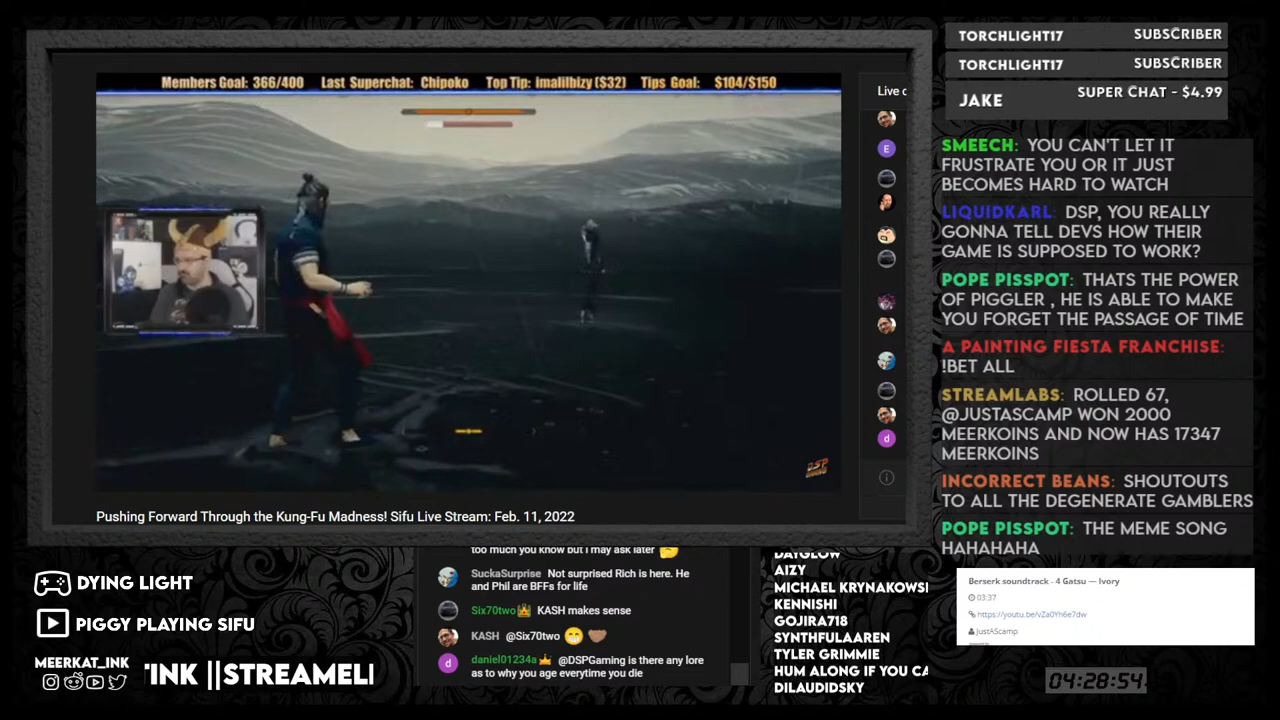 Members Goal: 366/400 Last Superchat: Chipoko Top Tip: imalilbizy ($32) Tips Goal: $104/$150
Live c
E
d
DSP
GAMING
Pushing Forward Through the Kung-Fu Madness! Sifu Live Stream: Feb. 11, 2022
TORCHLIGHT17 SUBSCRIBER
TORCHLIGHT17 SUBSCRIBER
JAKE SUPER CHAT - $4.99
SMEECH: YOU CAN'T LET IT
FRUSTRATE YOU OR IT JUST
BECOMES HARD TO WATCH
LIQUIDKARL: DSP, YOU REALLY
GONNA TELL DEVS HOW THEIR
GAME IS SUPPOSED TO WORK?
POPE PISSPOT: THATS THE POWER
OF PIGGLER , HE IS ABLE TO MAKE
YOU FORGET THE PASSAGE OF TIME
A PAINTING FIESTA FRANCHISE:
!BET ALL
STREAMLABS: ROLLED 67,
@JUSTASCAMP WON 2000
MEERKOINS AND NOW HAS 17347
MEERKOINS
INCORRECT BEANS: SHOUTOUTS
TO ALL THE DEGENERATE GAMBLERS
POPE PISSPOT: THE MEME SONG
HAHAHAHA
DYING LIGHT
PIGGY PLAYING SIFU
MEERKAT_INK
INK ||STREAMEL
too much you know but I may ask later
SuckaSurprise Not surprised Rich is here. He
and Phil are BFFs for life
Six70two KASH makes sense
KASH @Six70two
d
daniel01234a @DSPGaming is there any lore
as to why you age everytime you die
DAYGLOW
AIZY
MICHAEL KRYNAKOWSI
KENNISHI
GOJIRA718
SYNTHFULAAREN
TYLER GRIMMIE
HUM ALONG IF YOU CA
DILAUDIDSKY
Berserk soundtrack - 4 Gatsu — Ivory
03:37
https://youtu.be/vZa0Yh6e7dw
JustAScamp
04:28:54